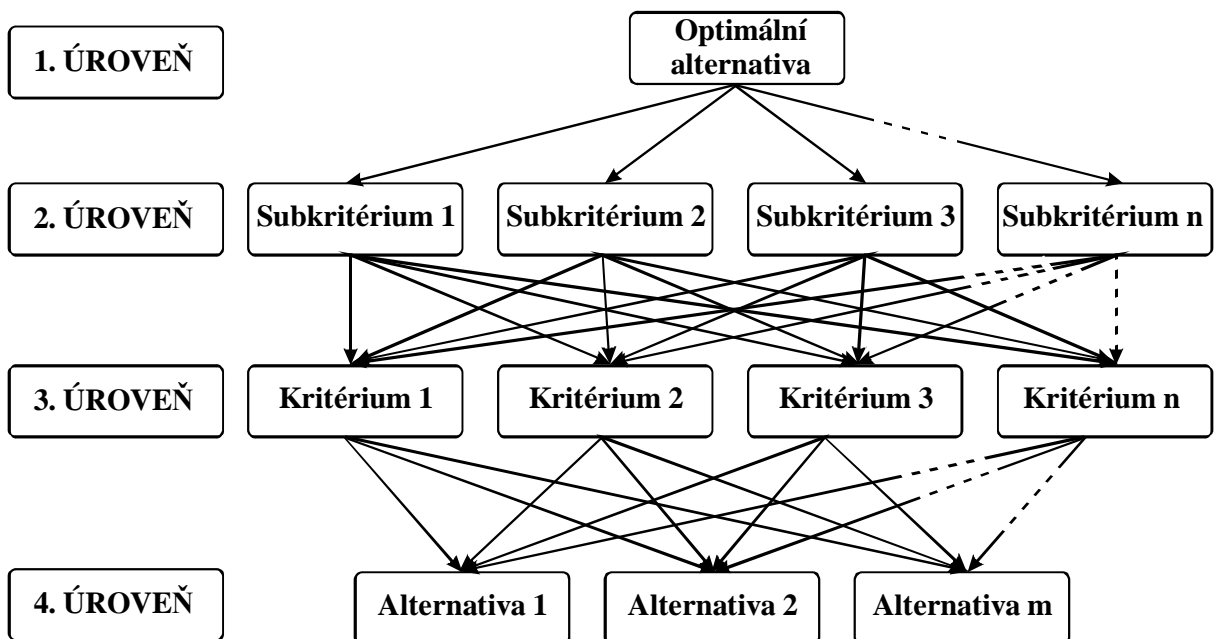 1. ÚROVEŇ
Optimální
alternativa
2. ÚROVEŇ
Subkritérium 1
Subkritérium 2
Subkritérium 3
Subkritérium n
3. ÚROVEŇ
Kritérium 1
Kritérium 2
Kritérium 3
Kritérium n
4. ÚROVEŇ
Alternativa 1
Alternativa 2
Alternativa m